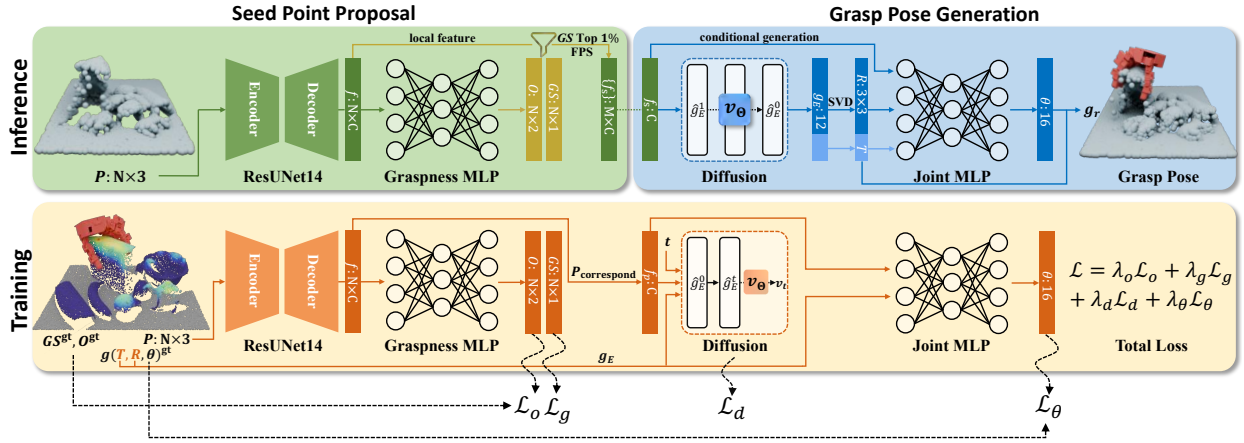 Seed Point Proposal
Grasp Pose Generation
Inference
local feature
GS Top 1%
FPS
conditional generation
Encoder
Decoder
f: N×C
O: N×2
GS: N×1
{f_s}: M×C
f_s: C
ĝ_E^1
v_Θ
ĝ_E^0
g_E: 12
SVD
R: 3×3
T
θ: 16
g_r
P: N×3
ResUNet14
Graspness MLP
Diffusion
Joint MLP
Grasp Pose
Training
Encoder
Decoder
f: N×C
O: N×2
GS: N×1
P_correspond
f_p: C
t
ĝ_E^0
ĝ_E^t
v_Θ
v_t
θ: 16
ℒ = λ_oℒ_o + λ_gℒ_g
+ λ_dℒ_d + λ_θℒ_θ
GS^gt, O^gt
P: N×3
g(T, R, θ)^gt
ResUNet14
Graspness MLP
g_E
Diffusion
Joint MLP
Total Loss
ℒ_o
ℒ_g
ℒ_d
ℒ_θ